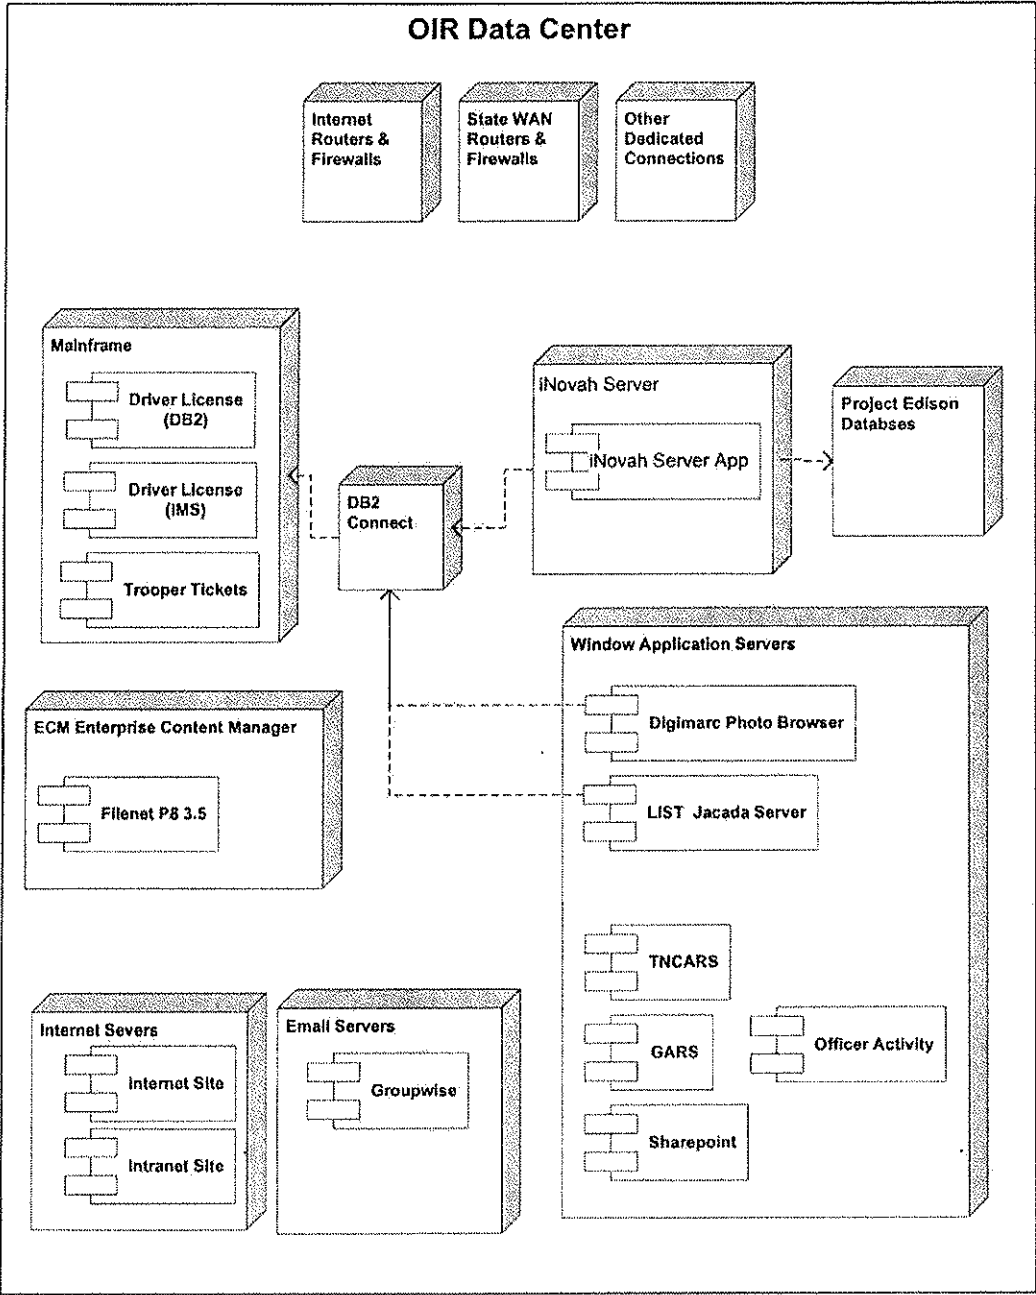 OIR Data Center
Internet
Routers &
Firewalls
State WAN
Routers &
Firewalls
Other
Dedicated
Connections
Mainframe
Driver License
(DB2)
Driver License
(IMS)
Trooper Tickets
DB2
Connect
iNovah Server
iNovah Server App
Project Edison
Databses
Window Application Servers
Digimarc Photo Browser
LIST Jacada Server
TNCARS
GARS
Officer Activity
Sharepoint
ECM Enterprise Content Manager
Filenet P8 3.5
Internet Severs
Internet Site
Intranet Site
Email Servers
Groupwise